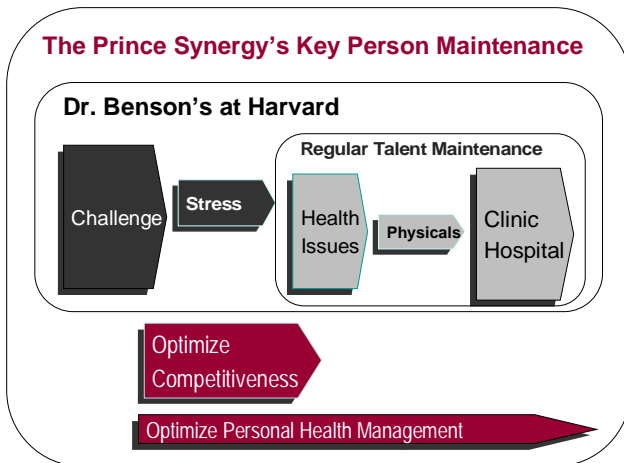 The Prince Synergy's Key Person Maintenance
Dr. Benson's at Harvard
Regular Talent Maintenance
Challenge
Stress
Health
Issues
Physicals
Clinic
Hospital
Optimize
Competitiveness
Optimize Personal Health Management